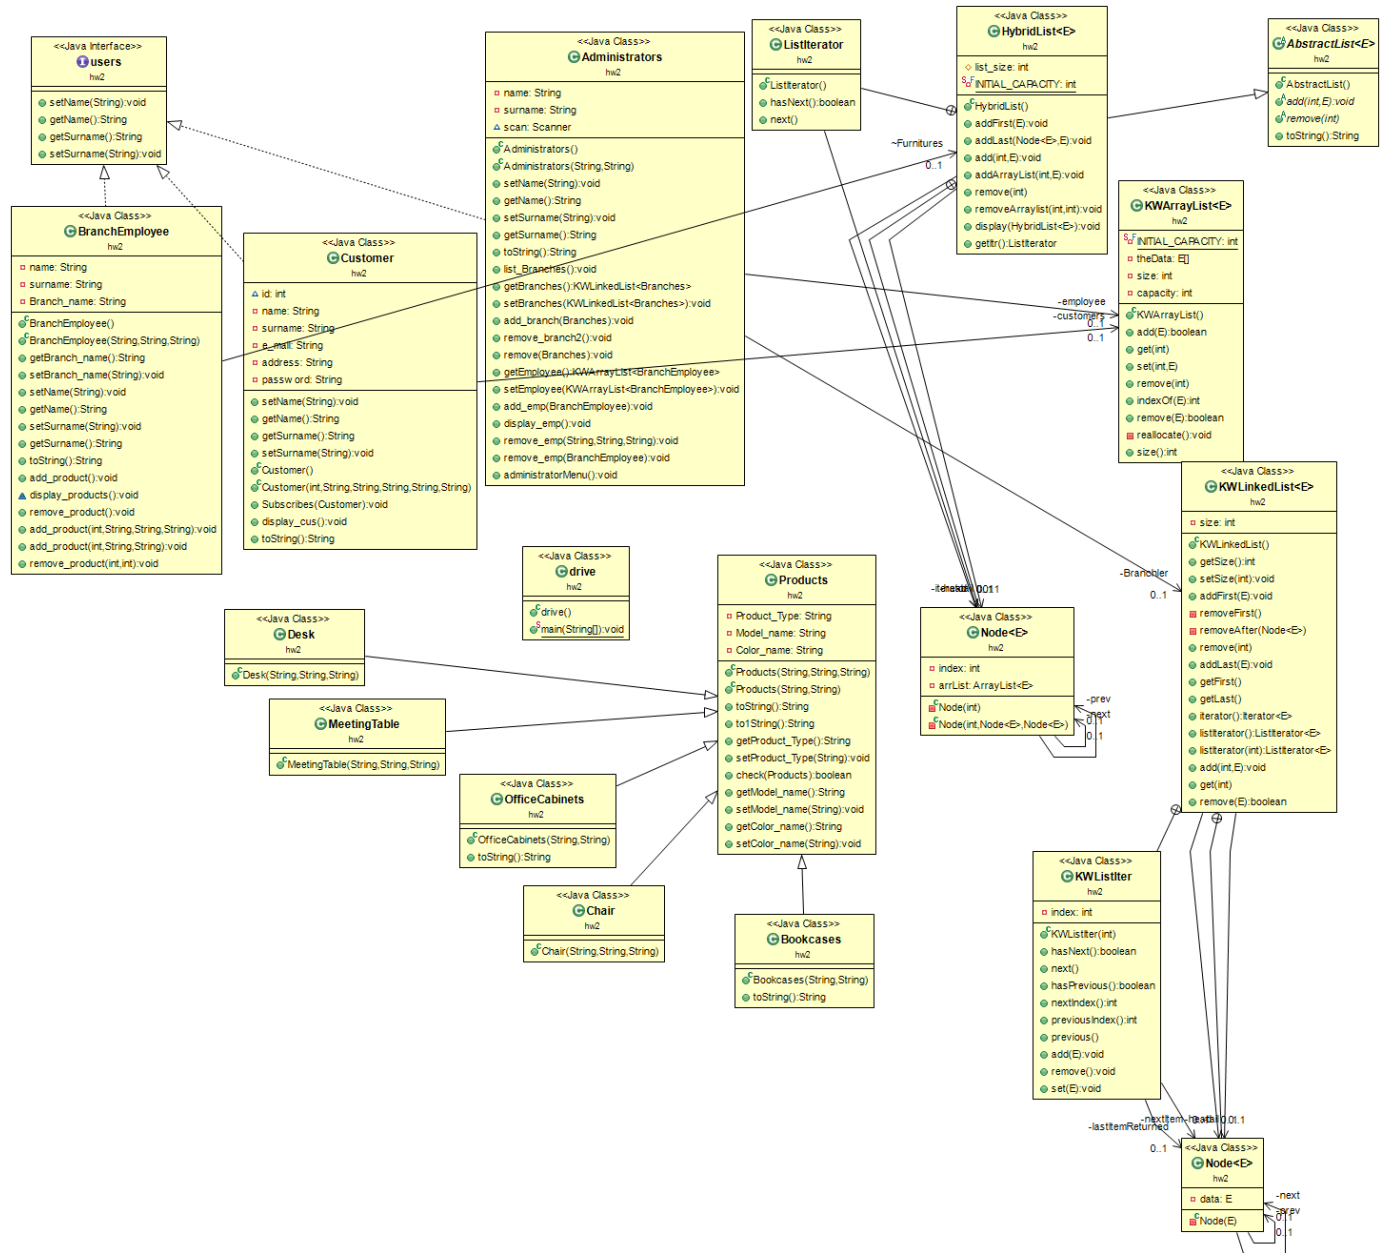 <<Java Interface>>
users
hw2
setName(String):void
getName():String
getSurname():String
setSurname(String):void
<<Java Class>>
BranchEmployee
hw2
name: String
surname: String
Branch_name: String
BranchEmployee()
BranchEmployee(String,String,String)
getBranch_name():String
setBranch_name(String):void
setName(String):void
getName():String
setSurname(String):void
getSurname():String
toString():String
add_product():void
display_products():void
remove_product():void
add_product(int,String,String,String):void
add_product(int,String,String):void
remove_product(int,int):void
<<Java Class>>
Customer
hw2
id: int
name: String
surname: String
e_mail: String
address: String
password: String
setName(String):void
getName():String
getSurname():String
setSurname(String):void
Customer()
Customer(int,String,String,String,String,String)
Subscribes(Customer):void
display_cus():void
toString():String
<<Java Class>>
Administrators
hw2
name: String
surname: String
scan: Scanner
Administrators()
Administrators(String,String)
setName(String):void
getName():String
setSurname(String):void
getSurname():String
toString():String
list_Branches():void
getBranches():KWLinkedList<Branches>
setBranches(KWLinkedList<Branches>):void
add_branch(Branches):void
remove_branch2():void
remove(Branches):void
getEmployee():KWArrayList<BranchEmployee>
setEmployee(KWArrayList<BranchEmployee>):void
add_emp(BranchEmployee):void
display_emp():void
remove_emp(String,String,String):void
remove_emp(BranchEmployee):void
administratorMenu():void
<<Java Class>>
ListIterator
hw2
ListIterator()
hasNext():boolean
next()
<<Java Class>>
HybridList<E>
hw2
list_size: int
INITIAL_CAPACITY: int
HybridList()
addFirst(E):void
addLast(Node<E>,E):void
add(int,E):void
addArrayList(int,E):void
remove(int)
removeArraylist(int,int):void
display(HybridList<E>):void
getItr():ListIterator
~Furnitures
0..1
<<Java Class>>
AbstractList<E>
hw2
AbstractList()
add(int,E):void
remove(int)
toString():String
<<Java Class>>
KWArrayList<E>
hw2
INITIAL_CAPACITY: int
theData: E[]
size: int
capacity: int
KWArrayList()
add(E):boolean
get(int)
set(int,E)
remove(int)
indexOf(E):int
remove(E):boolean
reallocate():void
size():int
-employee
-customers
0..1
0..1
<<Java Class>>
KWLinkedList<E>
hw2
size: int
KWLinkedList()
getSize():int
setSize(int):void
addFirst(E):void
removeFirst()
removeAfter(Node<E>)
remove(int)
addLast(E):void
getFirst()
getLast()
iterator():Iterator<E>
listIterator():ListIterator<E>
listIterator(int):ListIterator<E>
add(int,E):void
get(int)
remove(E):boolean
-Branchler
0..1
<<Java Class>>
drive
hw2
drive()
main(String[]):void
<<Java Class>>
Products
hw2
Product_Type: String
Model_name: String
Color_name: String
Products(String,String,String)
Products(String,String)
toString():String
to1String():String
getProduct_Type():String
setProduct_Type(String):void
check(Products):boolean
getModel_name():String
setModel_name(String):void
getColor_name():String
setColor_name(String):void
<<Java Class>>
Node<E>
hw2
index: int
arrList: ArrayList<E>
Node(int)
Node(int,Node<E>,Node<E>)
-prev
-next
0..1
0..1
<<Java Class>>
Desk
hw2
Desk(String,String,String)
<<Java Class>>
MeetingTable
hw2
MeetingTable(String,String,String)
<<Java Class>>
OfficeCabinets
hw2
OfficeCabinets(String,String)
toString():String
<<Java Class>>
Chair
hw2
Chair(String,String,String)
<<Java Class>>
Bookcases
hw2
Bookcases(String,String)
toString():String
<<Java Class>>
KWListIter
hw2
index: int
KWListIter(int)
hasNext():boolean
next()
hasPrevious():boolean
nextIndex():int
previousIndex():int
previous()
add(E):void
remove():void
set(E):void
-nextItem
-lastItemReturned
0..1
<<Java Class>>
Node<E>
hw2
data: E
Node(E)
-next
-prev
0..1
0..1